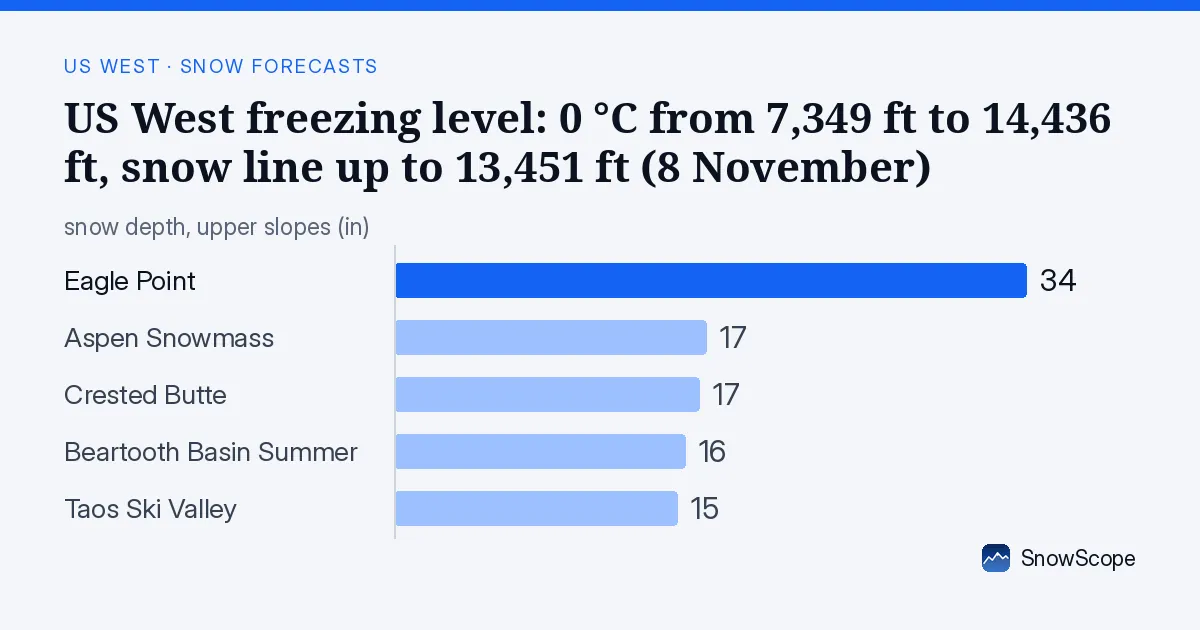 US WEST · SNOW FORECASTS
US West freezing level: 0 °C from 7,349 ft to 14,436
ft, snow line up to 13,451 ft (8 November)
snow depth, upper slopes (in)
Eagle Point 34
Aspen Snowmass 17
Crested Butte 17
Beartooth Basin Summer 16
Taos Ski Valley 15
SnowScope